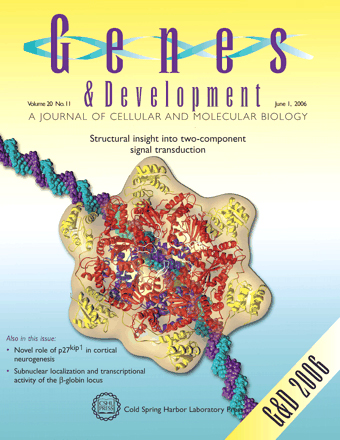 Genes
Volume 20 No. 11
& Development
June 1, 2006
A JOURNAL OF CELLULAR AND MOLECULAR BIOLOGY
Structural insight into two-component
signal transduction
Also in this issue:
• Novel role of p27kip1 in cortical
neurogenesis
• Subnuclear localization and transcriptional
activity of the β-globin locus
CSHL
PRESS
Cold Spring Harbor Laboratory Press
G&D 2006